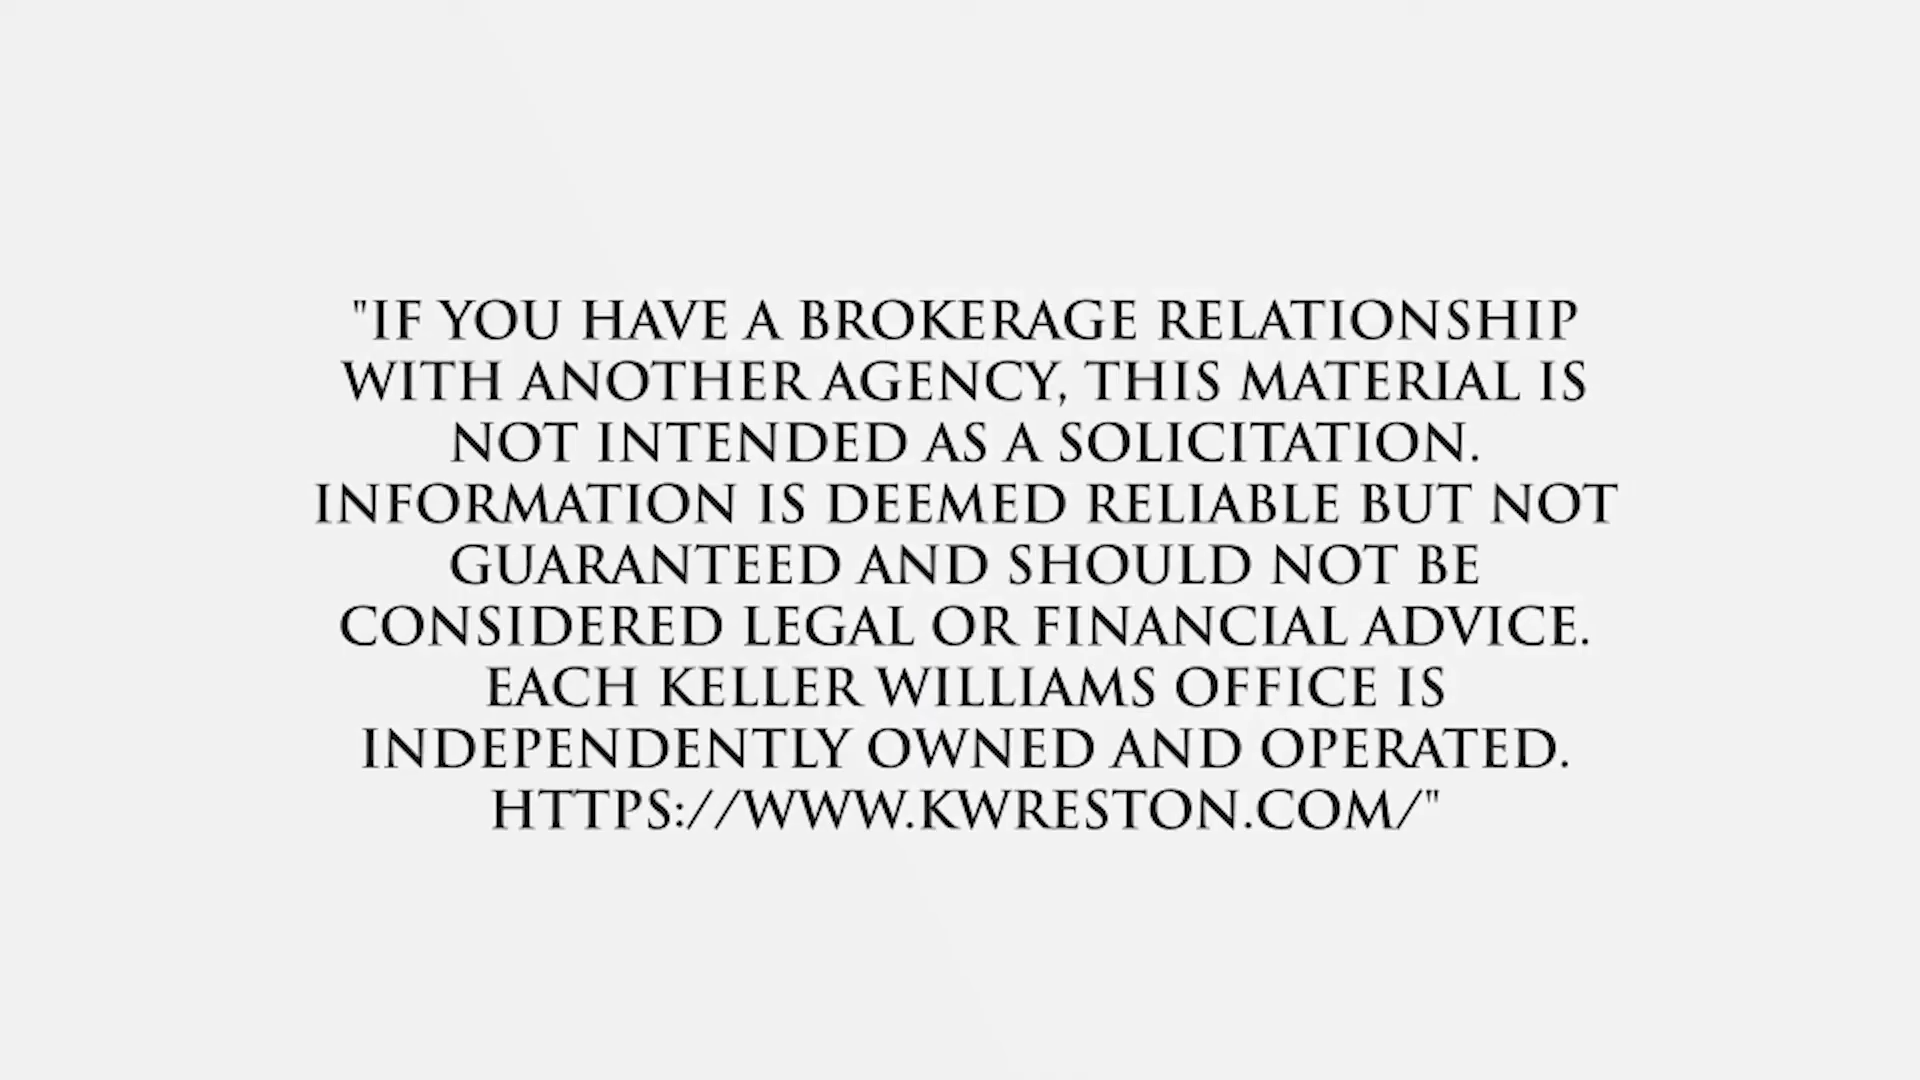 "IF YOU HAVE A BROKERAGE RELATIONSHIP
WITH ANOTHER AGENCY, THIS MATERIAL IS
NOT INTENDED AS A SOLICITATION.
INFORMATION IS DEEMED RELIABLE BUT NOT
GUARANTEED AND SHOULD NOT BE
CONSIDERED LEGAL OR FINANCIAL ADVICE.
EACH KELLER WILLIAMS OFFICE IS
INDEPENDENTLY OWNED AND OPERATED.
HTTPS://WWW.KWRESTON.COM/"